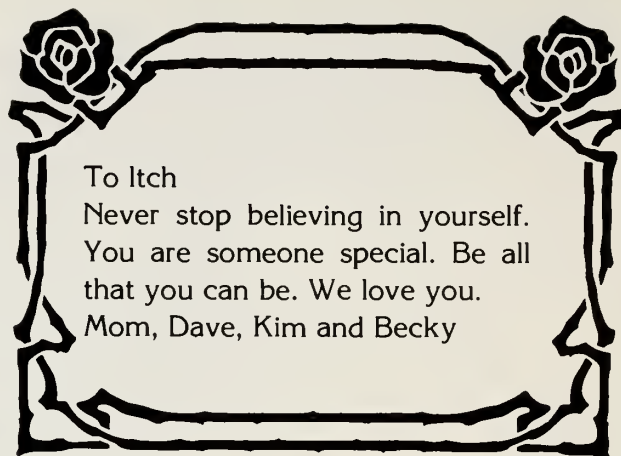 To Itch
Never stop believing in yourself.
You are someone special. Be all
that you can be. We love you.
Mom, Dave, Kim and Becky